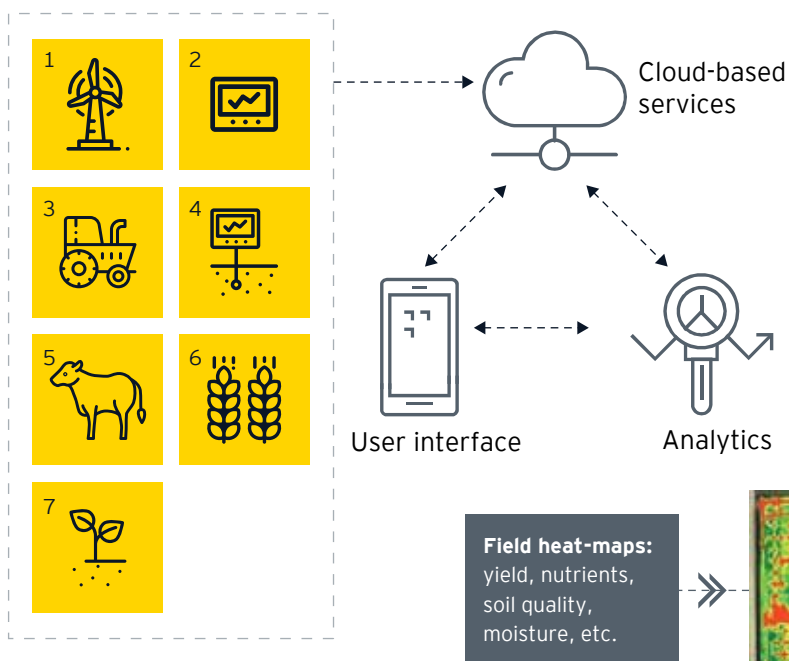 1
2
3
4
5
6
7
Cloud-based
services
User interface
Analytics
Field heat-maps:
yield, nutrients,
soil quality,
moisture, etc.